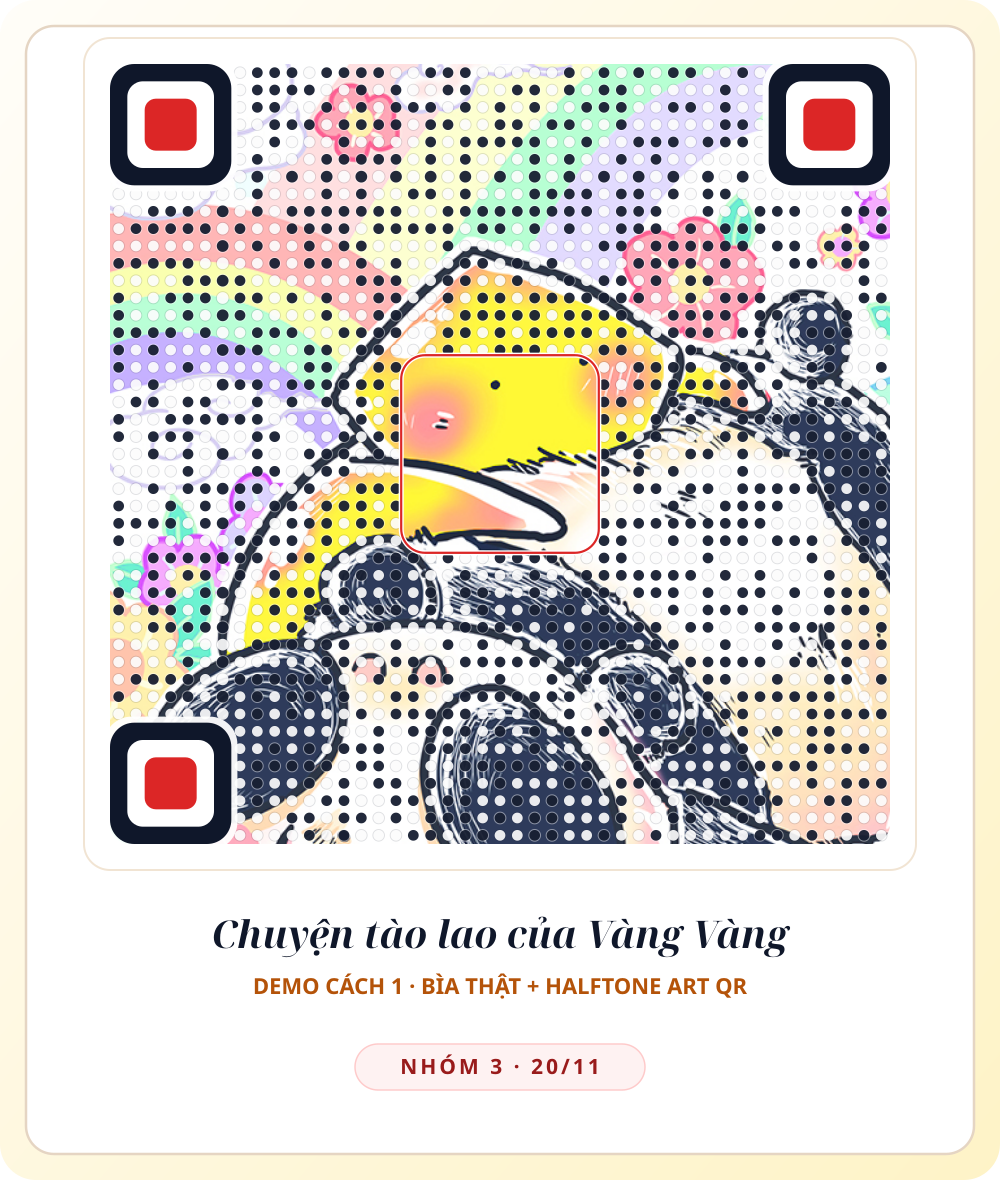 Chuyện tào lao của Vàng Vàng
DEMO CÁCH 1 · BÌA THẬT + HALFTONE ART QR
NHÓM 3 · 20/11